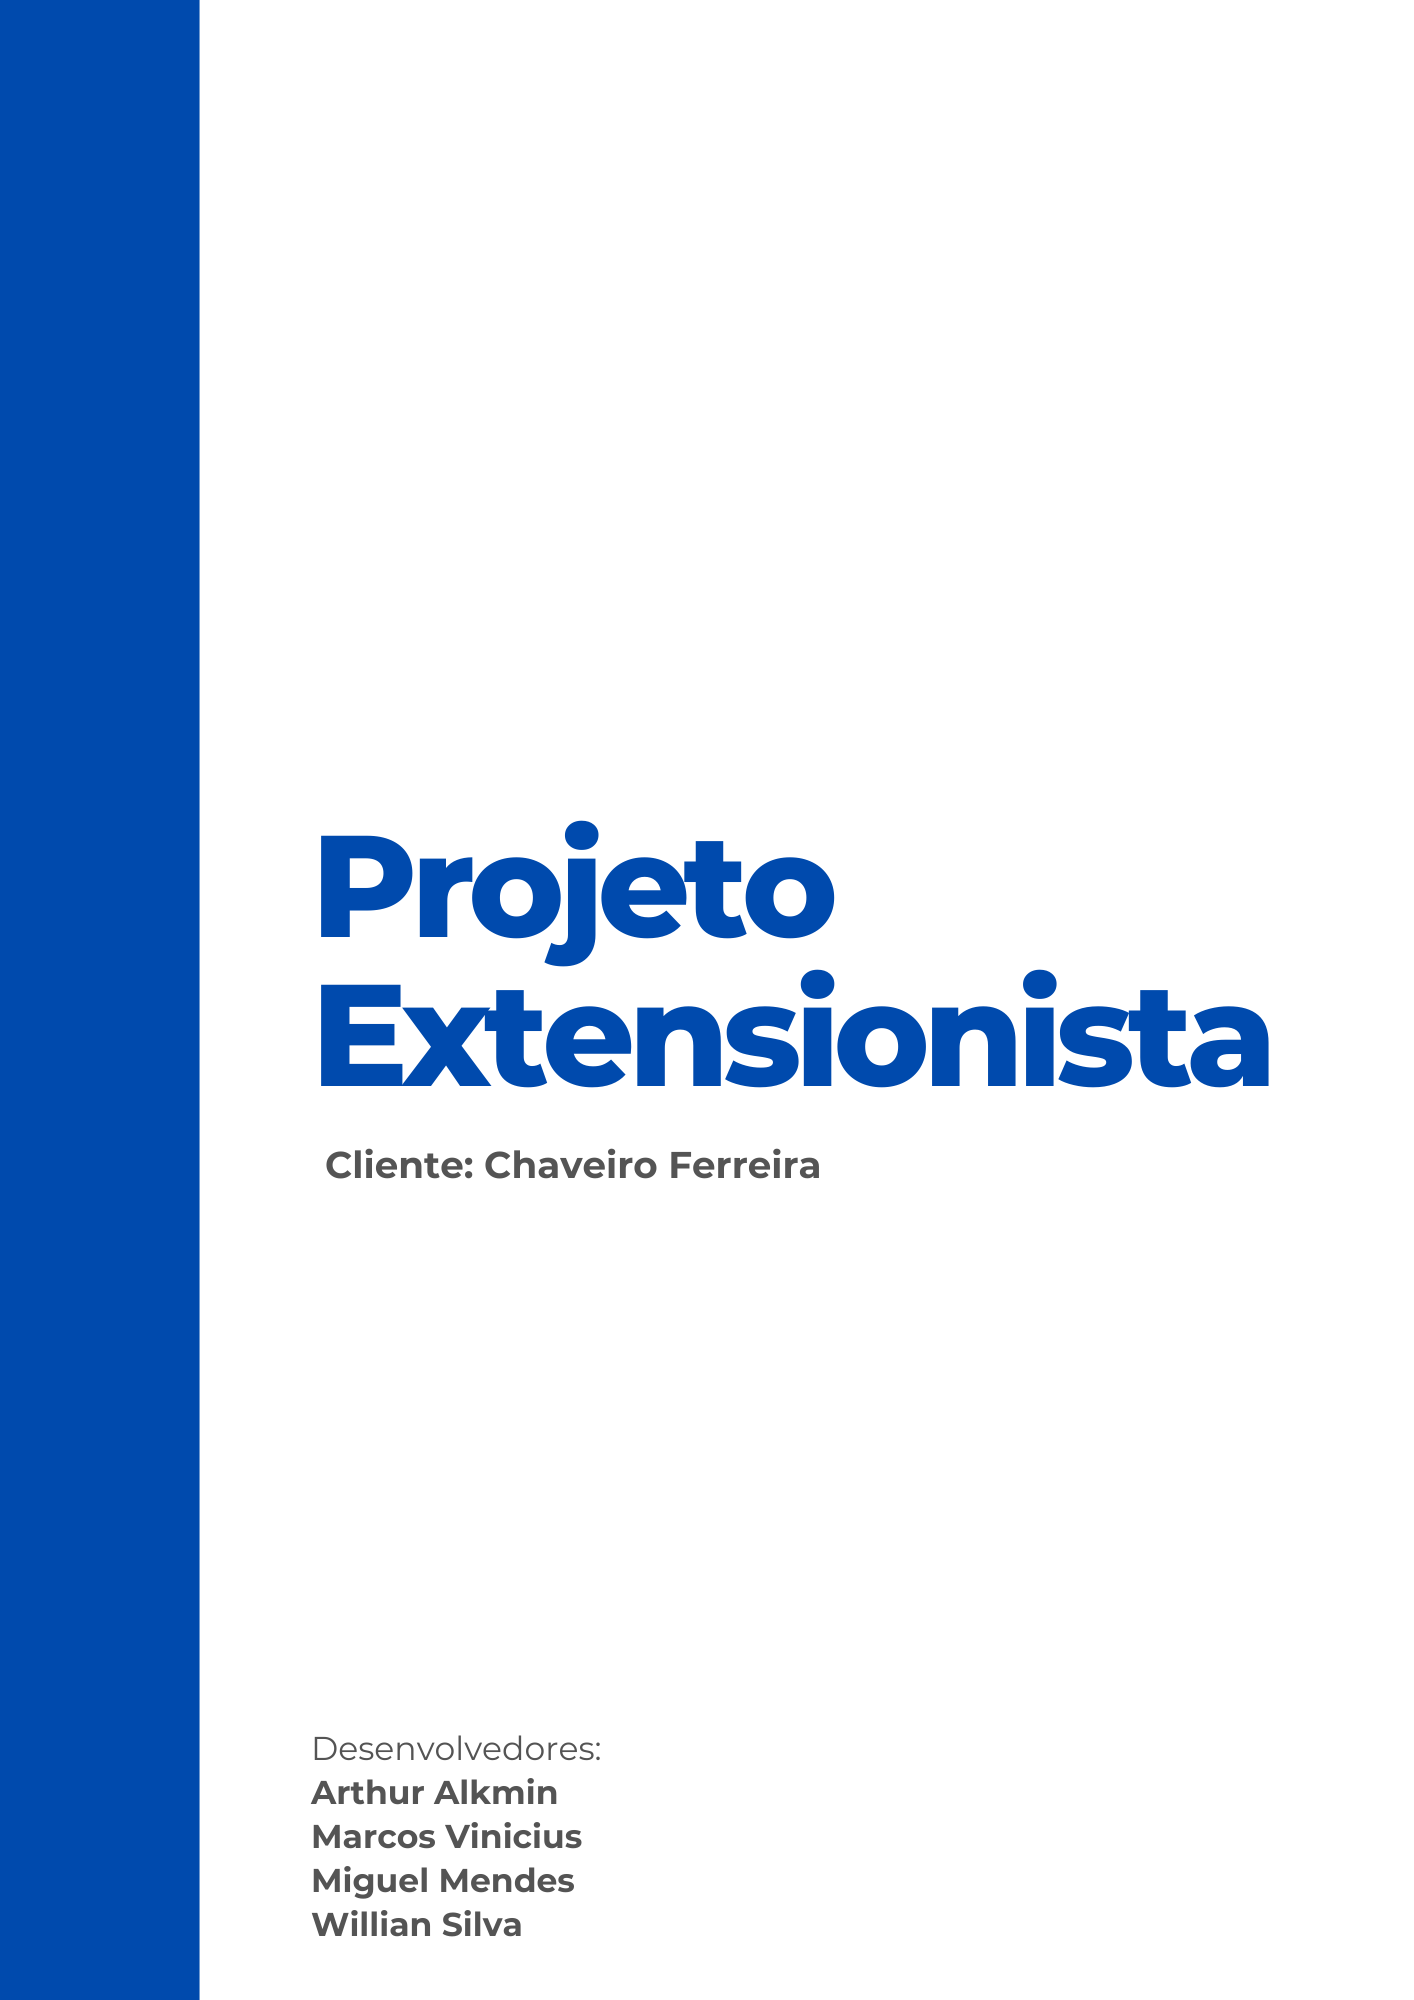 Projeto
Extensionista
Cliente: Chaveiro Ferreira
Desenvolvedores:
Arthur Alkmin
Marcos Vinicius
Miguel Mendes
Willian Silva